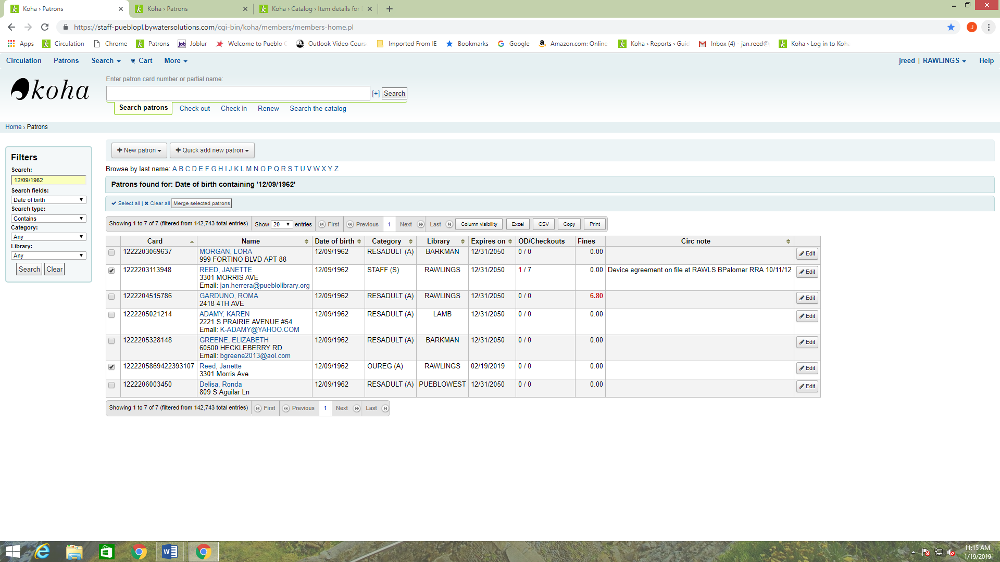 Koha › Patrons
Koha › Patrons
Koha › Catalog › Item details for
https://staff-pueblopl.bywatersolutions.com/cgi-bin/koha/members/members-home.pl
J
Apps Circulation Chrome Patrons job Joblur Welcome to Pueblo Outlook Video Cours Imported From IE Bookmarks Google Amazon.com: Online Koha › Reports › Guid Inbox (4) - jan.reed@ Koha › Log in to Koha
Circulation Patrons Search Cart More jreed | RAWLINGS Help
koha
Enter patron card number or partial name:
[+] Search
Search patrons Check out Check in Renew Search the catalog
Home › Patrons
Filters
Search:
12/09/1962
Search fields:
Date of birth
Search type:
Contains
Category:
Any
Library:
Any
Search Clear
New patron Quick add new patron
Browse by last name: A B C D E F G H I J K L M N O P Q R S T U V W X Y Z
Patrons found for: Date of birth containing '12/09/1962'
Select all | Clear all Merge selected patrons
Showing 1 to 7 of 7 (filtered from 142,743 total entries) Show 20 entries First Previous 1 Next Last Column visibility Excel CSV Copy Print
Card Name Date of birth Category Library Expires on OD/Checkouts Fines Circ note
1222203069637 MORGAN, LORA 12/09/1962 RESADULT (A) BARKMAN 12/31/2050 0 / 0 0.00 Edit
999 FORTINO BLVD APT 88
1222203113948 REED, JANETTE 12/09/1962 STAFF (S) RAWLINGS 12/31/2050 1 / 7 0.00 Device agreement on file at RAWLS BPalomar RRA 10/11/12 Edit
3301 MORRIS AVE
Email: jan.herrera@pueblolibrary.org
1222204515786 GARDUNO, ROMA 12/09/1962 RESADULT (A) RAWLINGS 12/31/2050 0 / 0 6.80 Edit
2418 4TH AVE
1222205021214 ADAMY, KAREN 12/09/1962 RESADULT (A) LAMB 12/31/2050 0 / 0 0.00 Edit
2221 S PRAIRIE AVENUE #54
Email: K-ADAMY@YAHOO.COM
1222205328148 GREENE, ELIZABETH 12/09/1962 RESADULT (A) BARKMAN 12/31/2050 0 / 0 0.00 Edit
60500 HECKLEBERRY RD
Email: bgreene2013@aol.com
1222205869422393107 Reed, Janette 12/09/1962 OUREG (A) RAWLINGS 02/19/2019 0 / 0 0.00 Edit
3301 Morris Ave
1222206003450 Delisa, Ronda 12/09/1962 RESADULT (A) PUEBLOWEST 12/31/2050 0 / 0 0.00 Edit
809 S Aguilar Ln
Showing 1 to 7 of 7 (filtered from 142,743 total entries) First Previous 1 Next Last
11:15 AM
1/19/2019